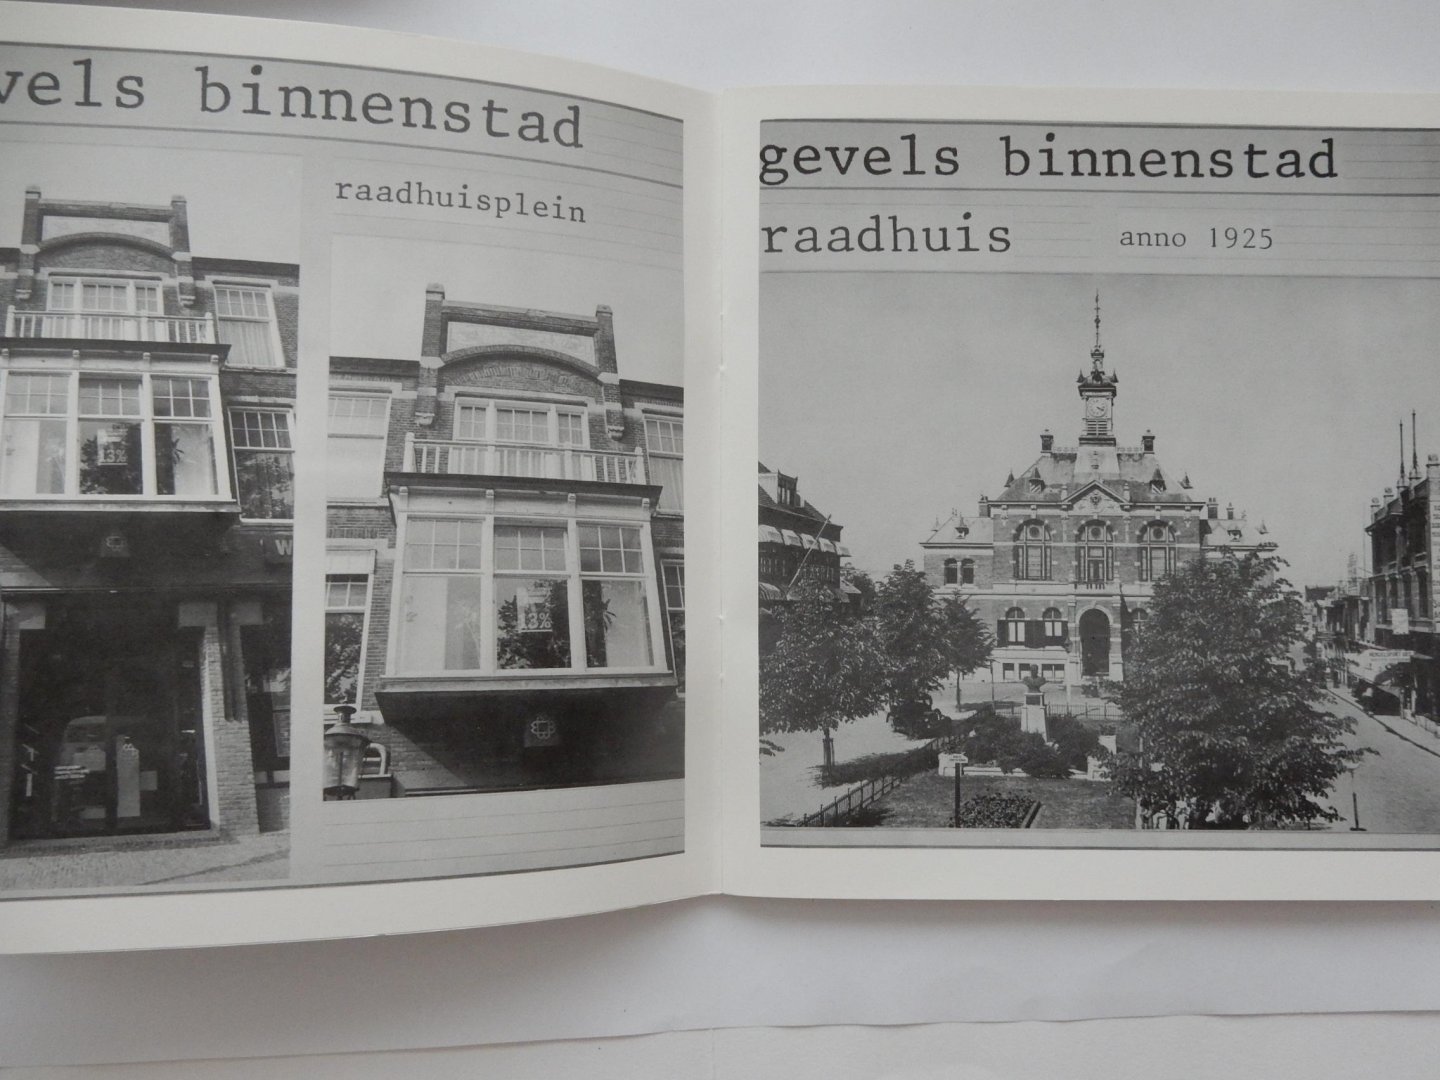 vels binnenstad
raadhuisplein
13%
13%
W
gevels binnenstad
raadhuis anno 1925